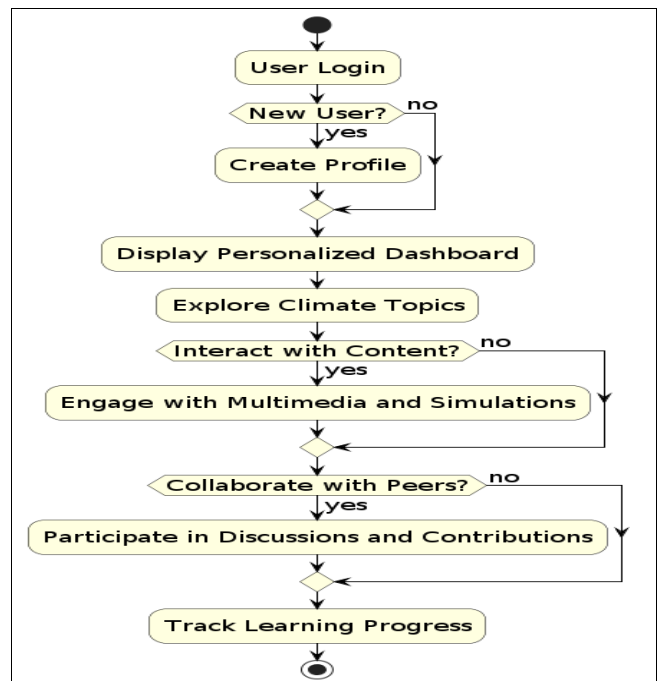 User Login
New User?
no
yes
Create Profile
Display Personalized Dashboard
Explore Climate Topics
Interact with Content?
no
yes
Engage with Multimedia and Simulations
Collaborate with Peers?
no
yes
Participate in Discussions and Contributions
Track Learning Progress